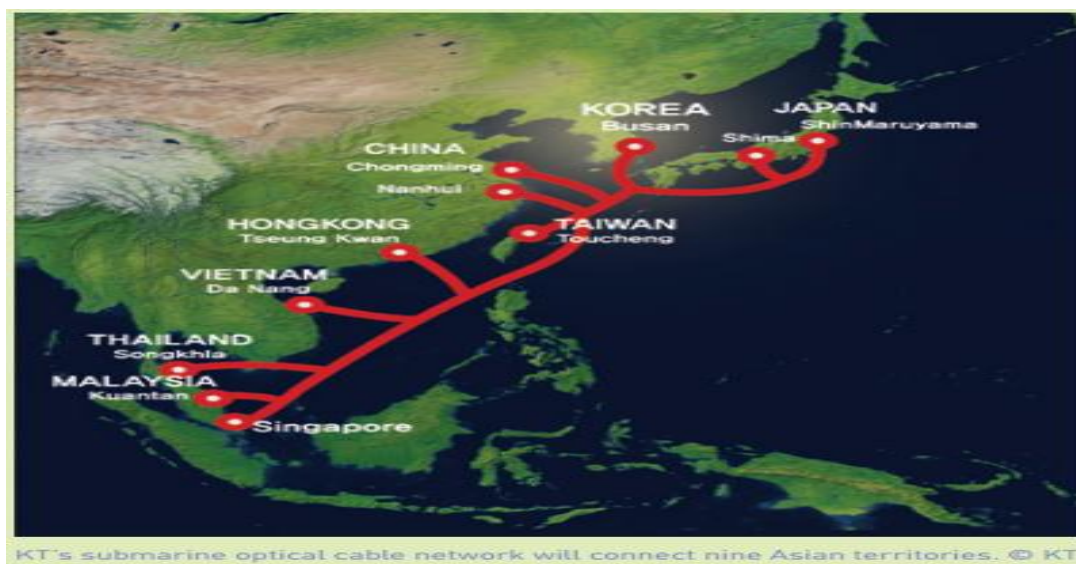 KOREA
Busan
JAPAN
ShinMaruyama
Shima
CHINA
Chongming
Nanhui
HONGKONG
Tseung Kwan
TAIWAN
Toucheng
VIETNAM
Da Nang
THAILAND
Songkhla
MALAYSIA
Kuantan
Singapore
KT's submarine optical cable network will connect nine Asian territories. © KT